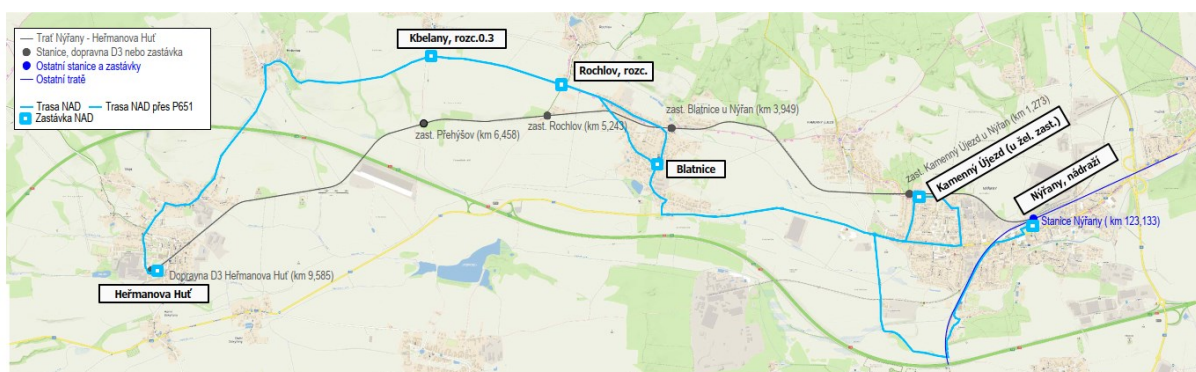 Trať Nýřany - Heřmanova Huť
Stanice, dopravna D3 nebo zastávka
Ostatní stanice a zastávky
Ostatní tratě
Trasa NAD
Trasa NAD přes P651
Zastávka NAD
Kbelany, rozc.0.3
Rochlov, rozc.
zast. Přehýšov (km 6,458)
zast. Rochlov (km 5,243)
zast. Blatnice u Nýřan (km 3,949)
Blatnice
zast. Kamenný Újezd u Nýřan (km 1,273)
Kamenný Újezd (u žel. zast.)
Nýřany, nádraží
Stanice Nýřany ( km 123,133)
Dopravna D3 Heřmanova Huť (km 9,585)
Heřmanova Huť